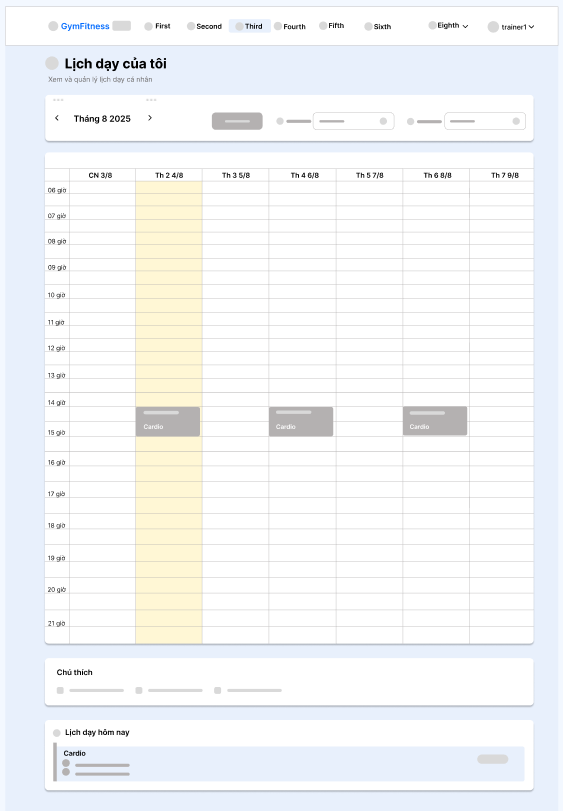 GymFitness First Second Third Fourth Fifth Sixth Eighth trainer1
Lịch dạy của tôi
Xem và quản lý lịch dạy cá nhân
Tháng 8 2025
CN 3/8 Th 2 4/8 Th 3 5/8 Th 4 6/8 Th 5 7/8 Th 6 8/8 Th 7 9/8
06 giờ
07 giờ
08 giờ
09 giờ
10 giờ
11 giờ
12 giờ
13 giờ
14 giờ
Cardio Cardio Cardio
15 giờ
16 giờ
17 giờ
18 giờ
19 giờ
20 giờ
21 giờ
Chú thích
Lịch dạy hôm nay
Cardio